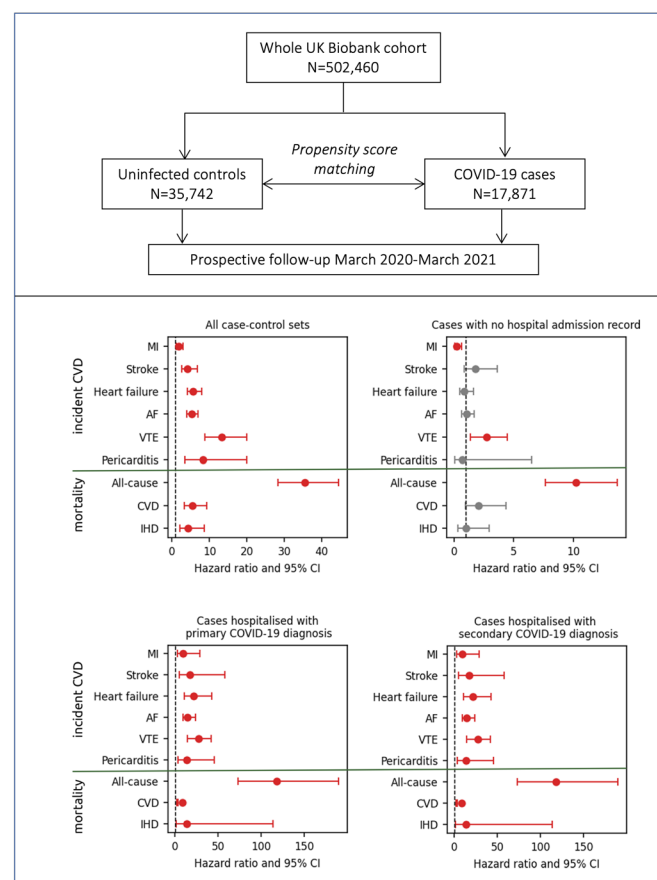 Whole UK Biobank cohort
N=502,460
Propensity score
matching
Uninfected controls
N=35,742
COVID-19 cases
N=17,871
Prospective follow-up March 2020-March 2021
All case-control sets
incident CVD
mortality
MI
Stroke
Heart failure
AF
VTE
Pericarditis
All-cause
CVD
IHD
0 10 20 30 40
Hazard ratio and 95% CI
Cases with no hospital admission record
MI
Stroke
Heart failure
AF
VTE
Pericarditis
All-cause
CVD
IHD
0 5 10
Hazard ratio and 95% CI
Cases hospitalised with
primary COVID-19 diagnosis
incident CVD
mortality
MI
Stroke
Heart failure
AF
VTE
Pericarditis
All-cause
CVD
IHD
0 50 100 150
Hazard ratio and 95% CI
Cases hospitalised with
secondary COVID-19 diagnosis
MI
Stroke
Heart failure
AF
VTE
Pericarditis
All-cause
CVD
IHD
0 50 100 150
Hazard ratio and 95% CI